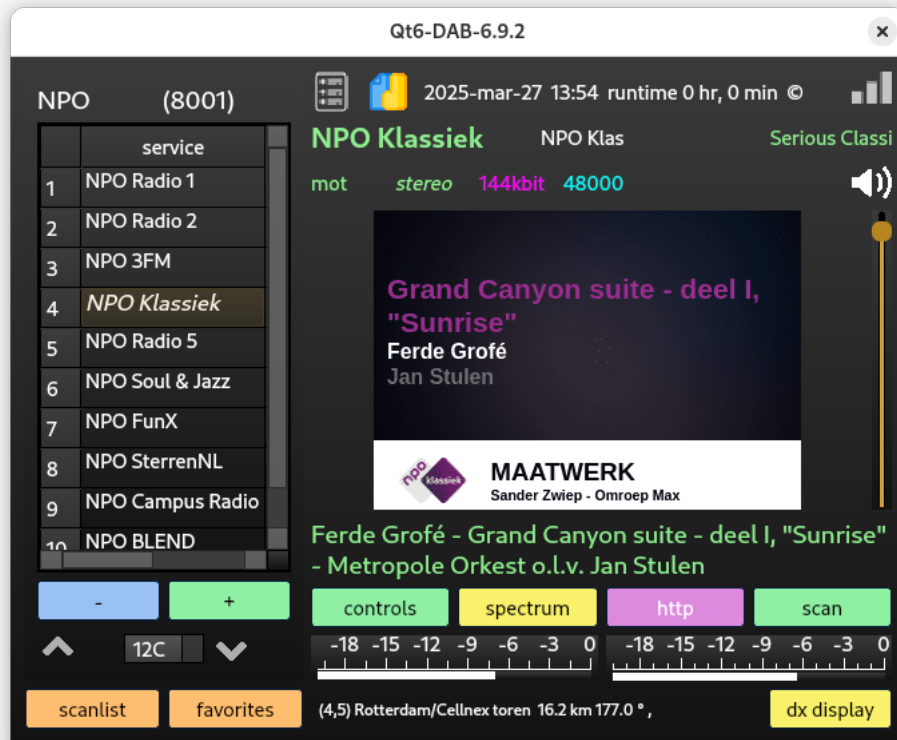 Qt6-DAB-6.9.2
NPO (8001)
2025-mar-27 13:54 runtime 0 hr, 0 min ©
NPO Klassiek NPO Klas Serious Classi
mot stereo 144kbit 48000
service
1 NPO Radio 1
2 NPO Radio 2
3 NPO 3FM
4 NPO Klassiek
5 NPO Radio 5
6 NPO Soul & Jazz
7 NPO FunX
8 NPO SterrenNL
9 NPO Campus Radio
10 NPO BLEND
Grand Canyon suite - deel I,
"Sunrise"
Ferde Grofé
Jan Stulen
npo
klassiek
MAATWERK
Sander Zwiep - Omroep Max
Ferde Grofé - Grand Canyon suite - deel I, "Sunrise"
- Metropole Orkest o.l.v. Jan Stulen
- +
controls spectrum http scan
12C
-18 -15 -12 -9 -6 -3 0
-18 -15 -12 -9 -6 -3 0
scanlist favorites
(4,5) Rotterdam/Cellnex toren 16.2 km 177.0 ° ,
dx display